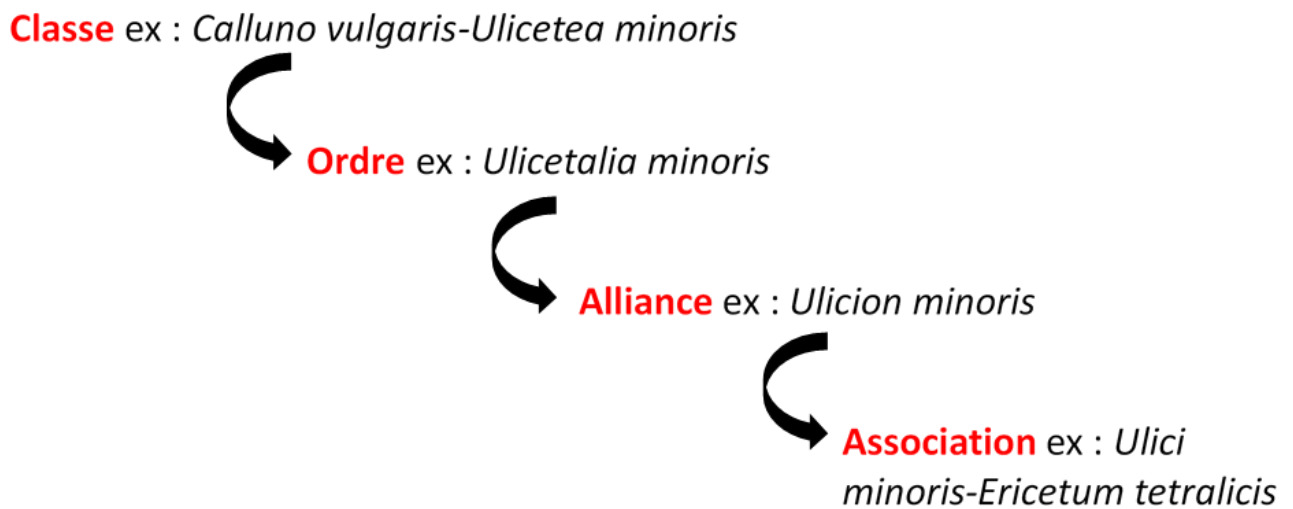 Classe ex : Calluno vulgaris-Ulicetea minoris
Ordre ex : Ulicetalia minoris
Alliance ex : Ulicion minoris
Association ex : Ulici
minoris-Ericetum tetralicis